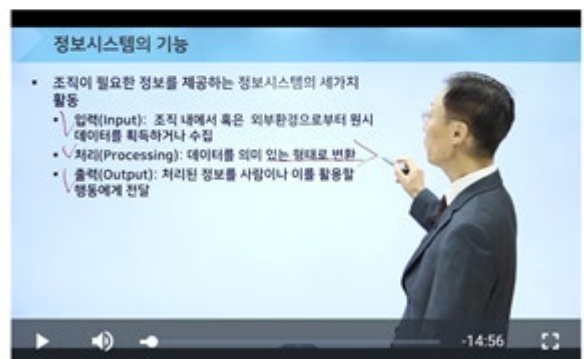 정보시스템의 기능
• 조직이 필요한 정보를 제공하는 정보시스템의 세가지
활동
• 입력(Input): 조직 내에서 혹은 외부환경으로부터 원시
데이터를 획득하거나 수집
• 처리(Processing): 데이터를 의미 있는 형태로 변환
• 출력(Output): 처리된 정보를 사람이나 이를 활용할
행동에게 전달
-14:56